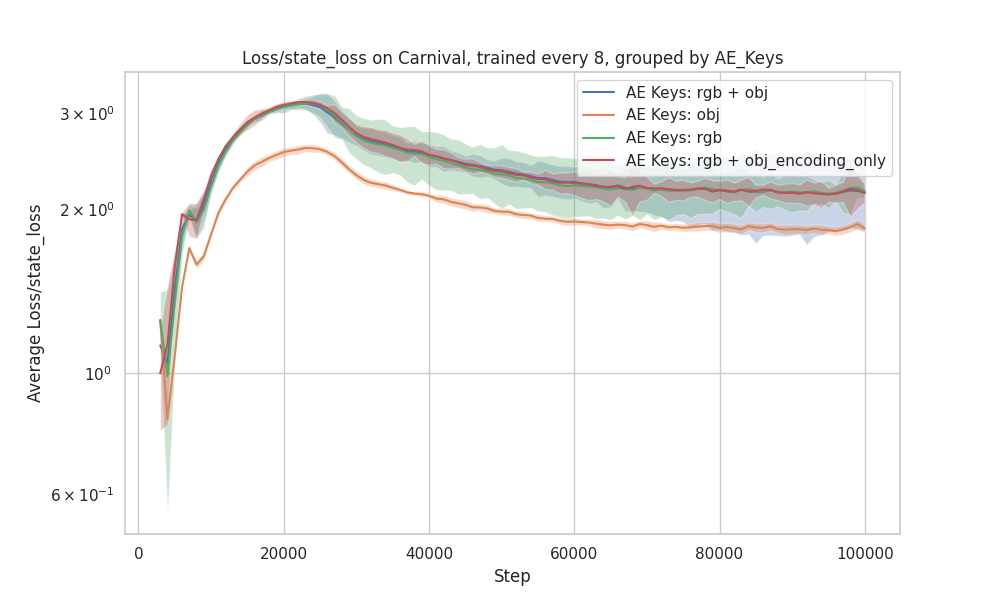 Loss/state_loss on Carnival, trained every 8, grouped by AE_Keys
AE Keys: rgb + obj
AE Keys: obj
AE Keys: rgb
AE Keys: rgb + obj_encoding_only
Average Loss/state_loss
3 × 10⁰
2 × 10⁰
10⁰
6 × 10⁻¹
0 20000 40000 60000 80000 100000
Step